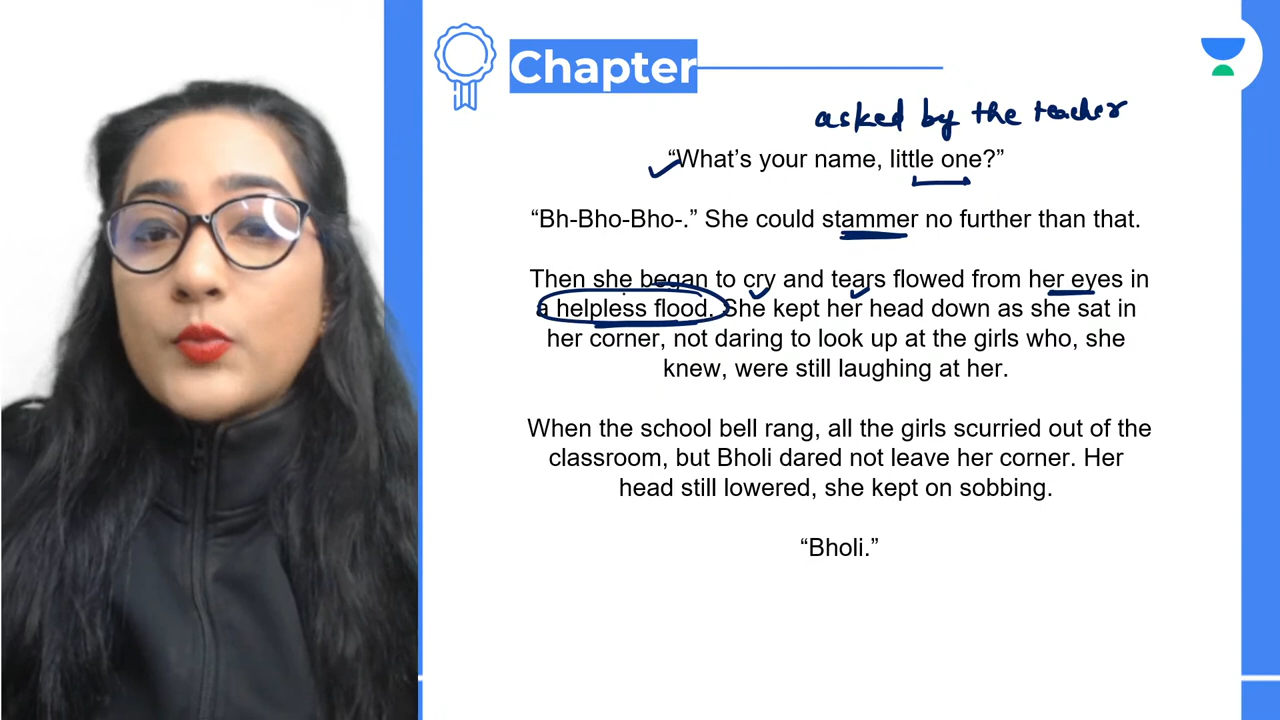 Chapter
asked by the teacher
“What’s your name, little one?”
“Bh-Bho-Bho-.” She could stammer no further than that.
Then she began to cry and tears flowed from her eyes in
a helpless flood. She kept her head down as she sat in
her corner, not daring to look up at the girls who, she
knew, were still laughing at her.
When the school bell rang, all the girls scurried out of the
classroom, but Bholi dared not leave her corner. Her
head still lowered, she kept on sobbing.
“Bholi.”